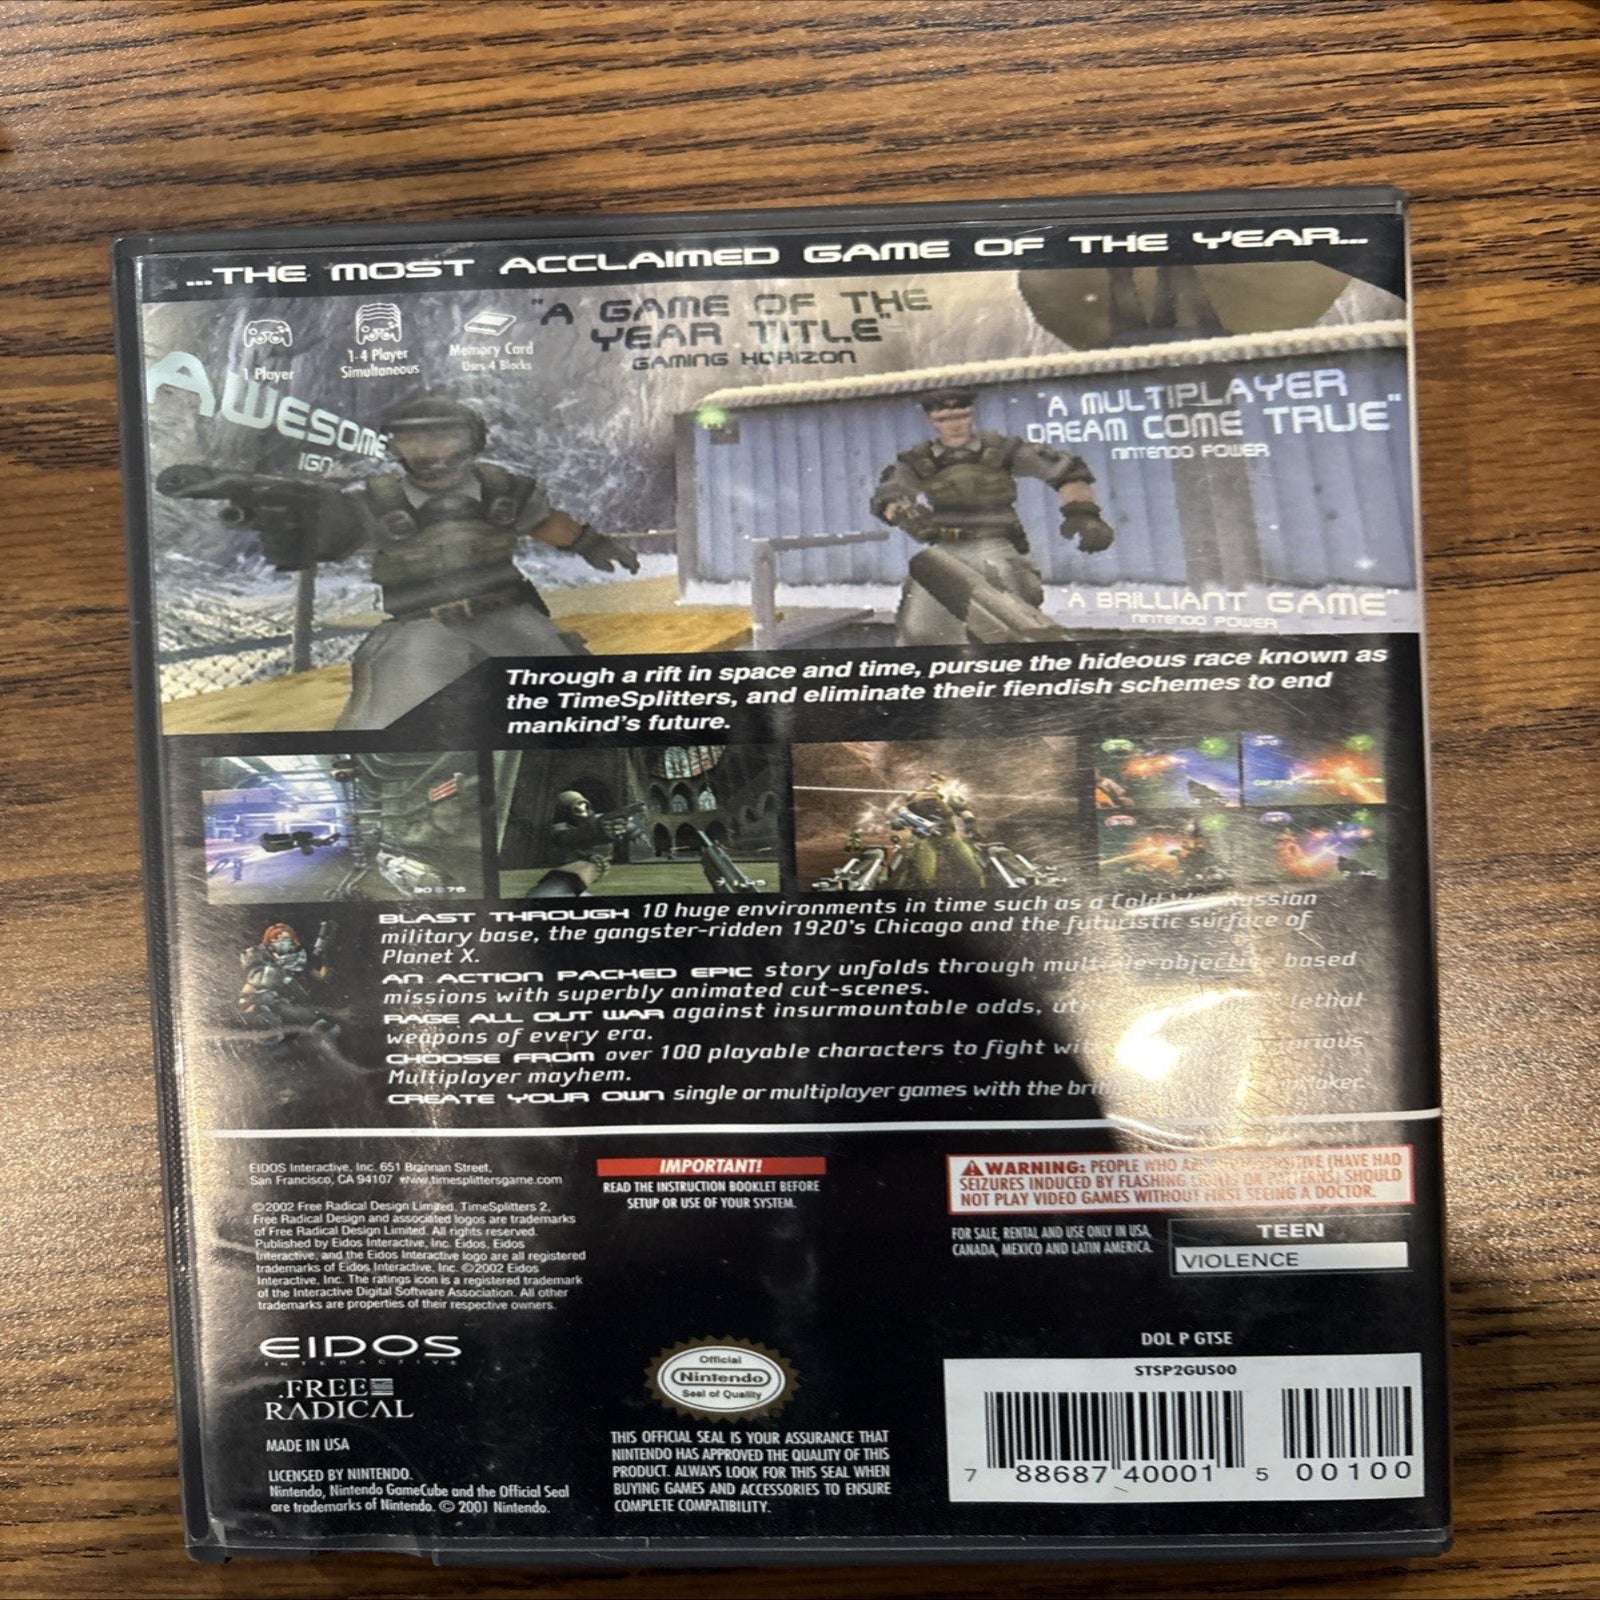 ...THE MOST ACCLAIMED GAME OF THE YEAR...
1 Player
1-4 Player
Simultaneous
Memory Card
Uses 4 Blocks
"A GAME OF THE
YEAR TITLE"
GAMING HORIZON
AWESOME"
IGN
"A MULTIPLAYER
DREAM COME TRUE"
NINTENDO POWER
"A BRILLIANT GAME"
NINTENDO POWER
Through a rift in space and time, pursue the hideous race known as
the TimeSplitters, and eliminate their fiendish schemes to end
mankind's future.
BLAST THROUGH 10 huge environments in time such as a Cold War Russian
military base, the gangster-ridden 1920's Chicago and the futuristic surface of
Planet X.
AN ACTION PACKED EPIC story unfolds through multiple-objective based
missions with superbly animated cut-scenes.
RAGE ALL OUT WAR against insurmountable odds, lethal
weapons of every era.
CHOOSE FROM over 100 playable characters to fight
Multiplayer mayhem.
CREATE YOUR OWN single or multiplayer games with the
EIDOS Interactive, Inc. 651 Brannan Street,
San Francisco, CA 94107 www.timesplittersgame.com
©2002 Free Radical Design Limited. TimeSplitters 2,
Free Radical Design and associated logos are trademarks
of Free Radical Design Limited. All rights reserved.
Published by Eidos Interactive, Inc. Eidos, Eidos
Interactive, and the Eidos Interactive logo are all registered
trademarks of Eidos Interactive, Inc. ©2002 Eidos
Interactive, Inc. The ratings icon is a registered trademark
of the Interactive Digital Software Association. All other
trademarks are properties of their respective owners.
IMPORTANT!
READ THE INSTRUCTION BOOKLET BEFORE
SETUP OR USE OF YOUR SYSTEM.
WARNING: PEOPLE WHO ARE (HAVE HAD
SEIZURES INDUCED BY FLASHING LIGHTS OR PATTERNS) SHOULD
NOT PLAY VIDEO GAMES WITHOUT FIRST SEEING A DOCTOR.
FOR SALE, RENTAL AND USE ONLY IN USA,
CANADA, MEXICO AND LATIN AMERICA.
TEEN
VIOLENCE
EIDOS
INTERACTIVE
.FREE
RADICAL
MADE IN USA
LICENSED BY NINTENDO.
Nintendo, Nintendo GameCube and the Official Seal
are trademarks of Nintendo. © 2001 Nintendo.
Official
Nintendo
Seal of Quality
THIS OFFICIAL SEAL IS YOUR ASSURANCE THAT
NINTENDO HAS APPROVED THE QUALITY OF THIS
PRODUCT. ALWAYS LOOK FOR THIS SEAL WHEN
BUYING GAMES AND ACCESSORIES TO ENSURE
COMPLETE COMPATIBILITY.
DOL P GTSE
STSP2GUS00
7 88687 40001 5 00100